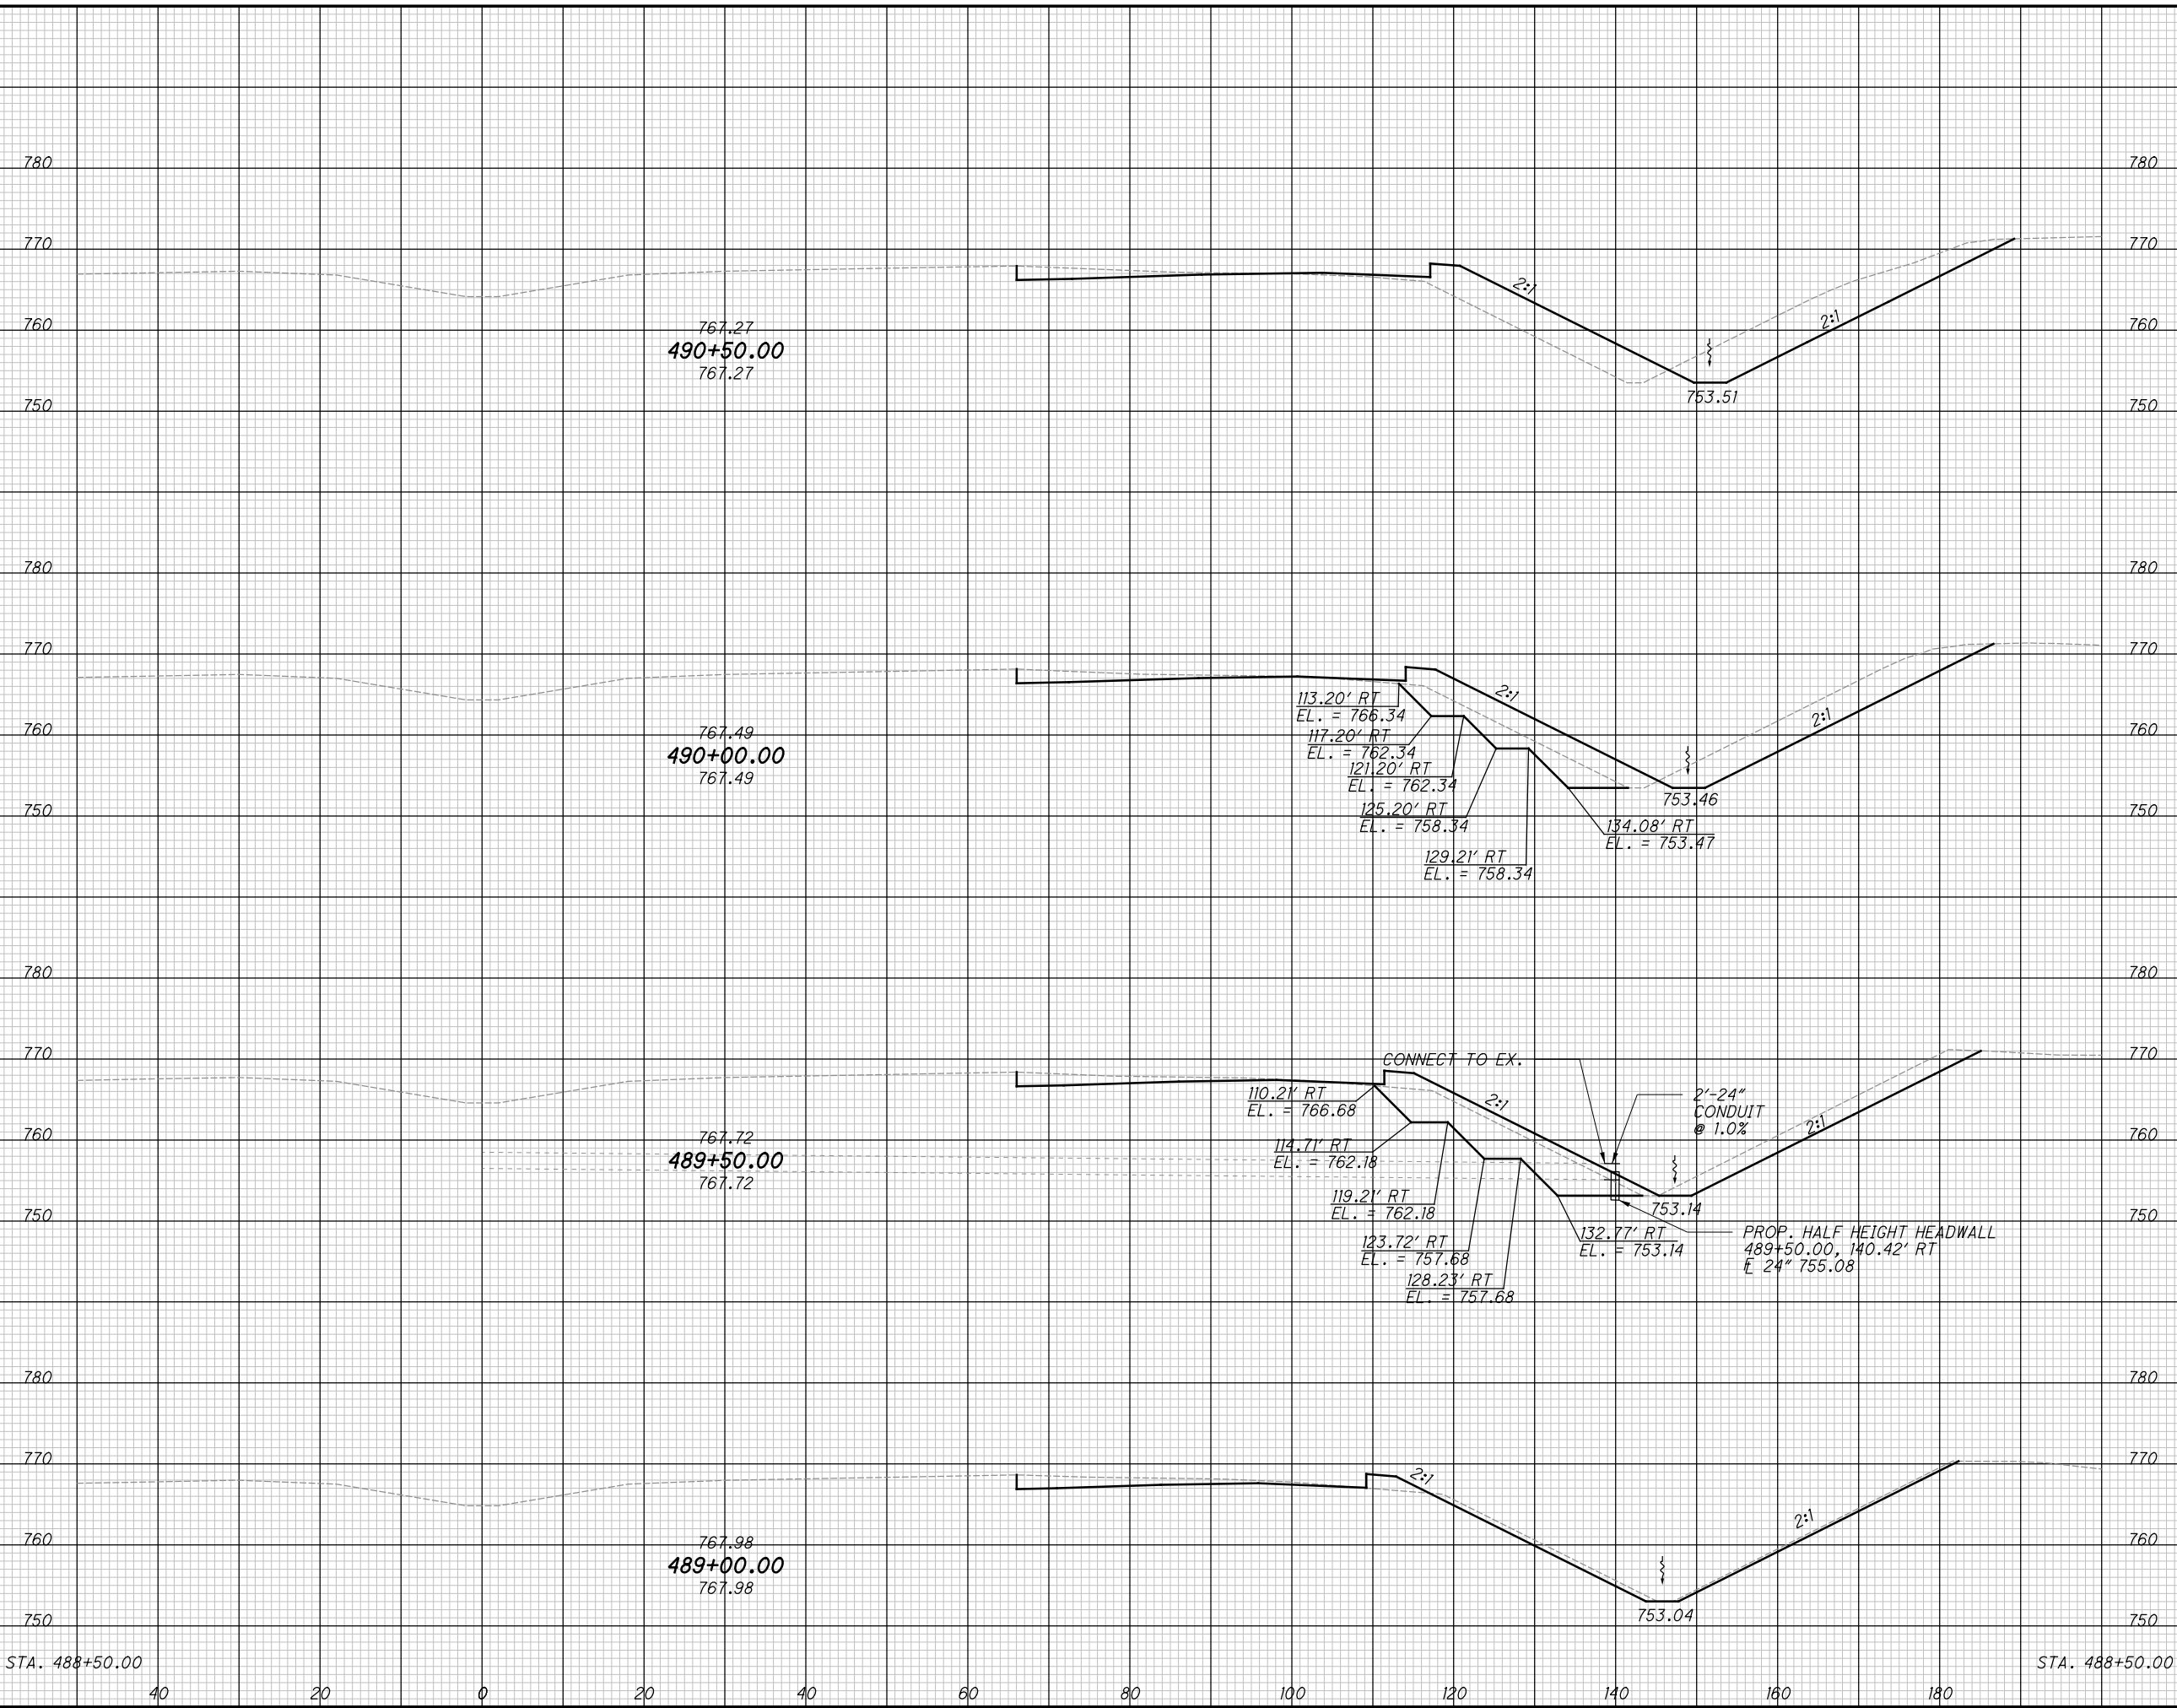 780 780
770 770
2:1
760 2:1 760
767.27
490+50.00
767.27
750 753.51 750
780 780
770 770
2:1
113.20' RT
EL. = 766.34
2:1
760 760
767.49
490+00.00
767.49
117.20' RT
EL. = 762.34
121.20' RT
EL. = 762.34
753.46
750 750
125.20' RT
EL. = 758.34
134.08' RT
EL. = 753.47
129.21' RT
EL. = 758.34
780 780
770 770
CONNECT TO EX.
110.21' RT
EL. = 766.68
2:1
2'-24"
CONDUIT
@ 1.0%
2:1
760 760
767.72
489+50.00
767.72
114.71' RT
EL. = 762.18
119.21' RT
EL. = 762.18
753.14
750 750
132.77' RT
EL. = 753.14
PROP. HALF HEIGHT HEADWALL
489+50.00, 140.42' RT
24" 755.08
123.72' RT
EL. = 757.68
128.23' RT
EL. = 757.68
780 780
770 770
2:1
2:1
760 760
767.98
489+00.00
767.98
753.04
750 750
STA. 488+50.00 STA. 488+50.00
40 20 0 20 40 60 80 100 120 140 160 180